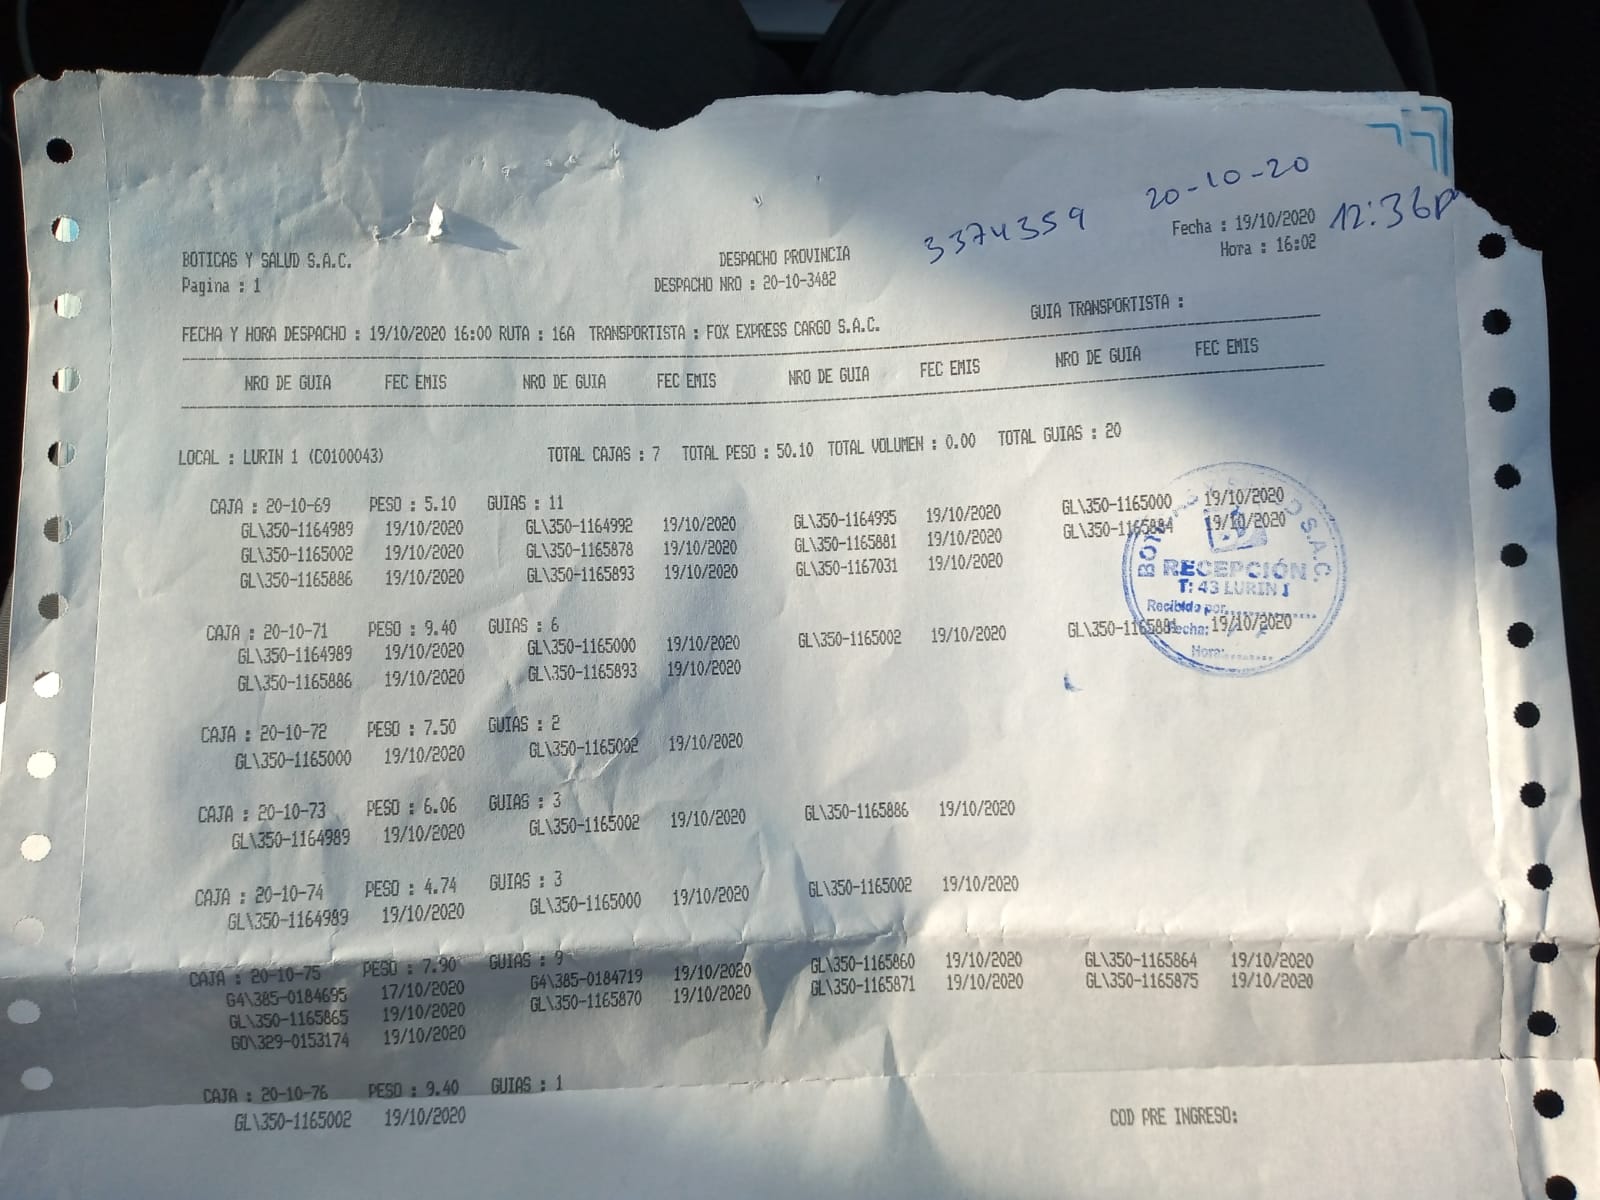 20-10-20
3374359
Fecha : 19/10/2020 12:36p
Hora : 16:02
BOTICAS Y SALUD S.A.C. DESPACHO PROVINCIA
Pagina : 1 DESPACHO NRO : 20-10-3482
GUIA TRANSPORTISTA :
FECHA Y HORA DESPACHO : 19/10/2020 16:00 RUTA : 16A TRANSPORTISTA : FOX EXPRESS CARGO S.A.C.
NRO DE GUIA FEC EMIS NRO DE GUIA FEC EMIS NRO DE GUIA FEC EMIS NRO DE GUIA FEC EMIS
LOCAL : LURIN 1 (C0100043) TOTAL CAJAS : 7 TOTAL PESO : 50.10 TOTAL VOLUMEN : 0.00 TOTAL GUIAS : 20
CAJA : 20-10-69 PESO : 5.10 GUIAS : 11
GL\350-1164989 19/10/2020 GL\350-1164992 19/10/2020 GL\350-1164995 19/10/2020 GL\350-1165000 19/10/2020
GL\350-1165002 19/10/2020 GL\350-1165878 19/10/2020 GL\350-1165881 19/10/2020 GL\350-1165884 19/10/2020
GL\350-1165886 19/10/2020 GL\350-1165893 19/10/2020 GL\350-1167031 19/10/2020
CAJA : 20-10-71 PESO : 9.40 GUIAS : 6
GL\350-1164989 19/10/2020 GL\350-1165000 19/10/2020 GL\350-1165002 19/10/2020 GL\350-1165881 19/10/2020
GL\350-1165886 19/10/2020 GL\350-1165893 19/10/2020
CAJA : 20-10-72 PESO : 7.50 GUIAS : 2
GL\350-1165000 19/10/2020 GL\350-1165002 19/10/2020
CAJA : 20-10-73 PESO : 6.06 GUIAS : 3
GL\350-1164989 19/10/2020 GL\350-1165002 19/10/2020 GL\350-1165886 19/10/2020
CAJA : 20-10-74 PESO : 4.74 GUIAS : 3
GL\350-1164989 19/10/2020 GL\350-1165000 19/10/2020 GL\350-1165002 19/10/2020
CAJA : 20-10-75 PESO : 7.90 GUIAS : 9
G4\385-0184695 17/10/2020 G4\385-0184719 19/10/2020 GL\350-1165860 19/10/2020 GL\350-1165864 19/10/2020
GL\350-1165865 19/10/2020 GL\350-1165870 19/10/2020 GL\350-1165871 19/10/2020 GL\350-1165875 19/10/2020
GO\329-0153174 19/10/2020
CAJA : 20-10-76 PESO : 9.40 GUIAS : 1
GL\350-1165002 19/10/2020
COD PRE INGRESO:
S.A.C.
RECEPCIÓN
T: 43 LURIN I
Recibido por
Fecha:
Hora: